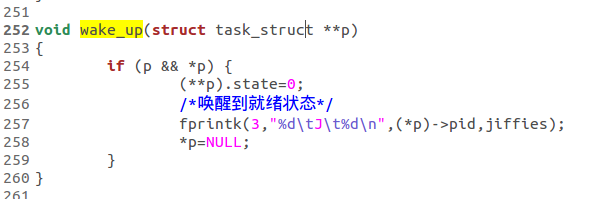 251
252 void wake_up(struct task_struct **p)
253 {
254 if (p && *p) {
255 (**p).state=0;
256 /*唤醒到就绪状态*/
257 fprintk(3,"%d\tJ\t%d\n",(*p)->pid,jiffies);
258 *p=NULL;
259 }
260 }
261